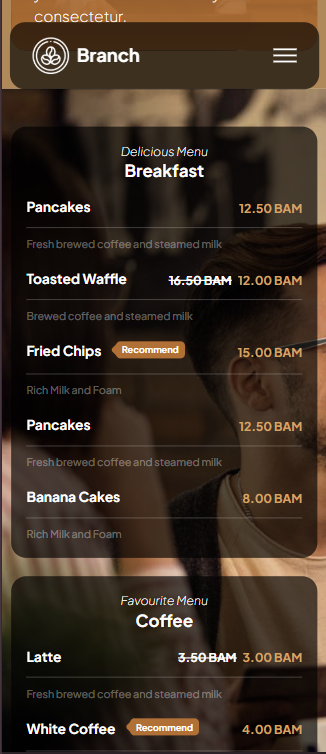 consectetur.
Branch
Delicious Menu
Breakfast
Pancakes 12.50 BAM
Fresh brewed coffee and steamed milk
Toasted Waffle 16.50 BAM 12.00 BAM
Brewed coffee and steamed milk
Fried Chips Recommend 15.00 BAM
Rich Milk and Foam
Pancakes 12.50 BAM
Fresh brewed coffee and steamed milk
Banana Cakes 8.00 BAM
Rich Milk and Foam
Favourite Menu
Coffee
Latte 3.50 BAM 3.00 BAM
Fresh brewed coffee and steamed milk
White Coffee Recommend 4.00 BAM